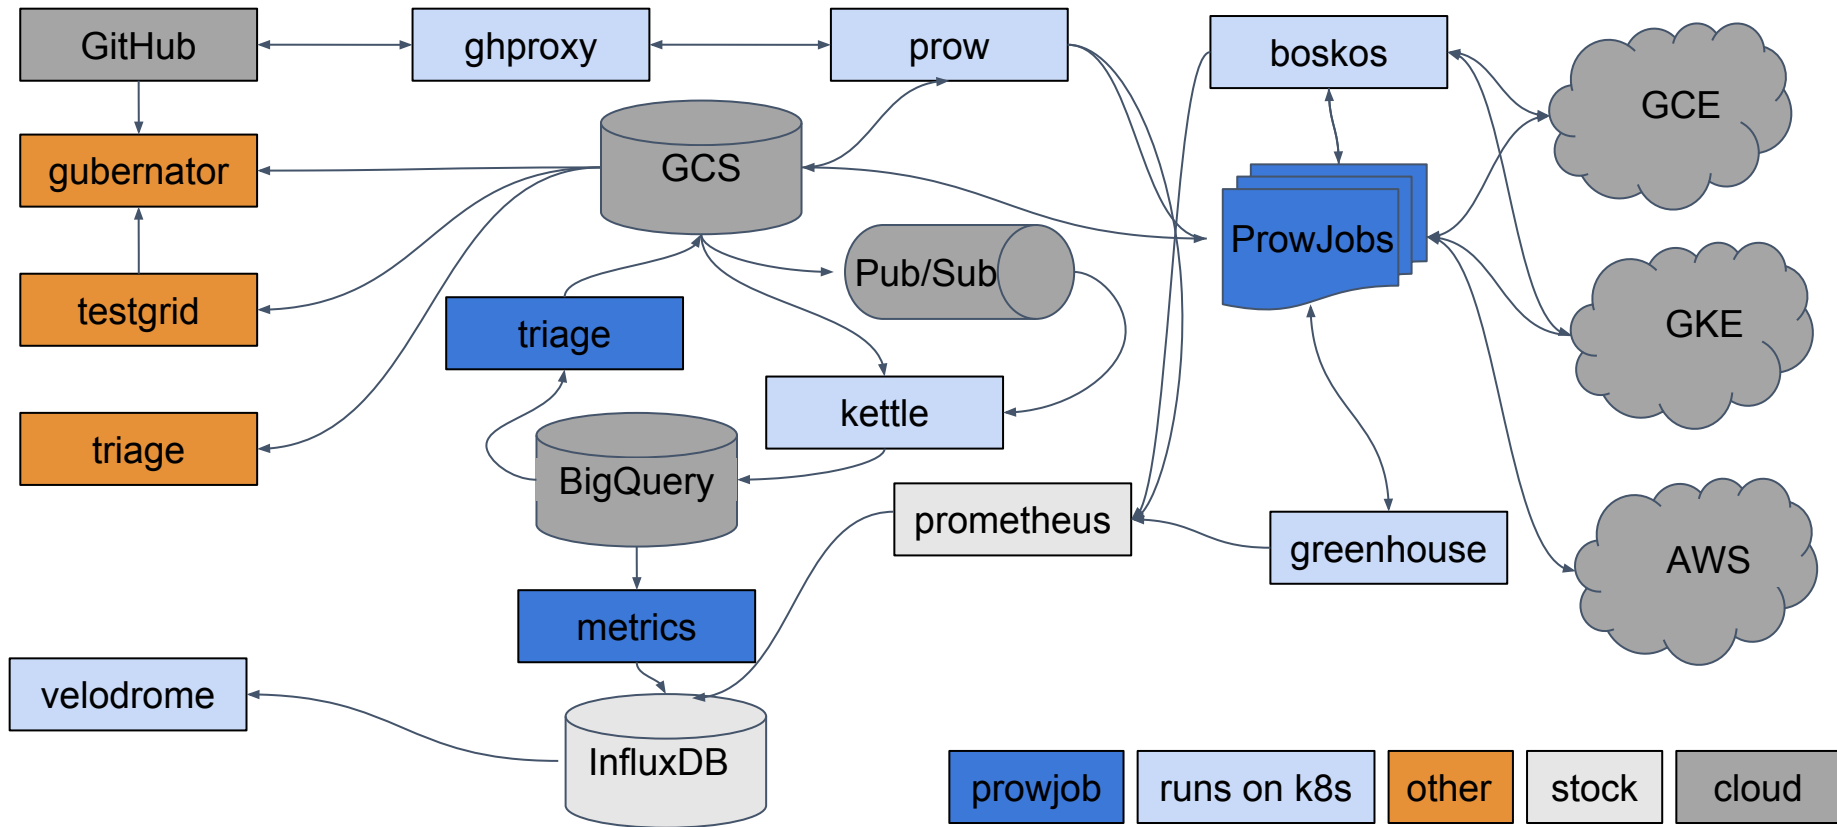 GitHub
ghproxy
prow
boskos
GCE
gubernator
GCS
ProwJobs
testgrid
triage
Pub/Sub
GKE
triage
kettle
BigQuery
prometheus
greenhouse
AWS
metrics
velodrome
InfluxDB
prowjob
runs on k8s
other
stock
cloud